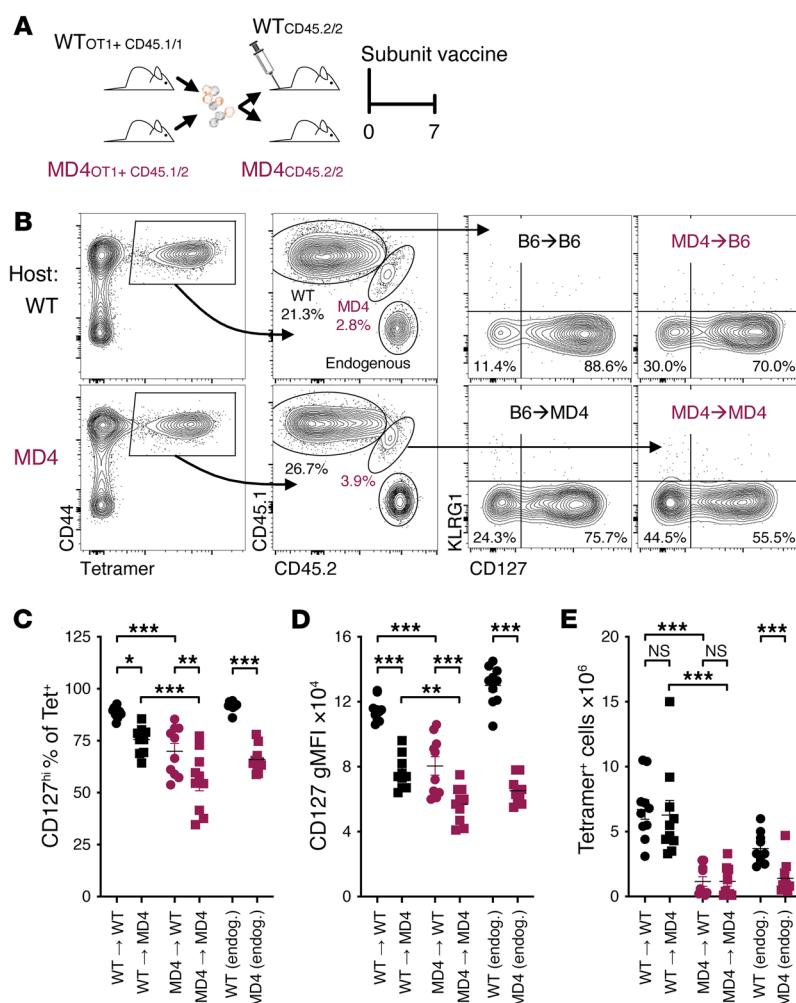 A
WTOT1+ CD45.1/1
WTCD45.2/2
Subunit vaccine
0 7
MD4OT1+ CD45.1/2
MD4CD45.2/2
B
Host:
WT
WT
21.3%
MD4
2.8%
Endogenous
B6→B6
11.4% 88.6%
MD4→B6
30.0% 70.0%
MD4
CD44
Tetramer
26.7%
3.9%
CD45.1
CD45.2
B6→MD4
24.3% 75.7%
MD4→MD4
44.5% 55.5%
KLRG1
CD127
C
CD127hi % of Tet+
125
100
75
50
25
0
***
* ** ***
***
WT → WT
WT → MD4
MD4 → WT
MD4 → MD4
WT (endog.)
MD4 (endog.)
D
CD127 gMFI ×10⁴
16
12
8
4
0
*** ***
*** ***
**
WT → WT
WT → MD4
MD4 → WT
MD4 → MD4
WT (endog.)
MD4 (endog.)
E
Tetramer+ cells ×10⁶
20
15
10
5
0
*** ***
NS NS
***
WT → WT
WT → MD4
MD4 → WT
MD4 → MD4
WT (endog.)
MD4 (endog.)